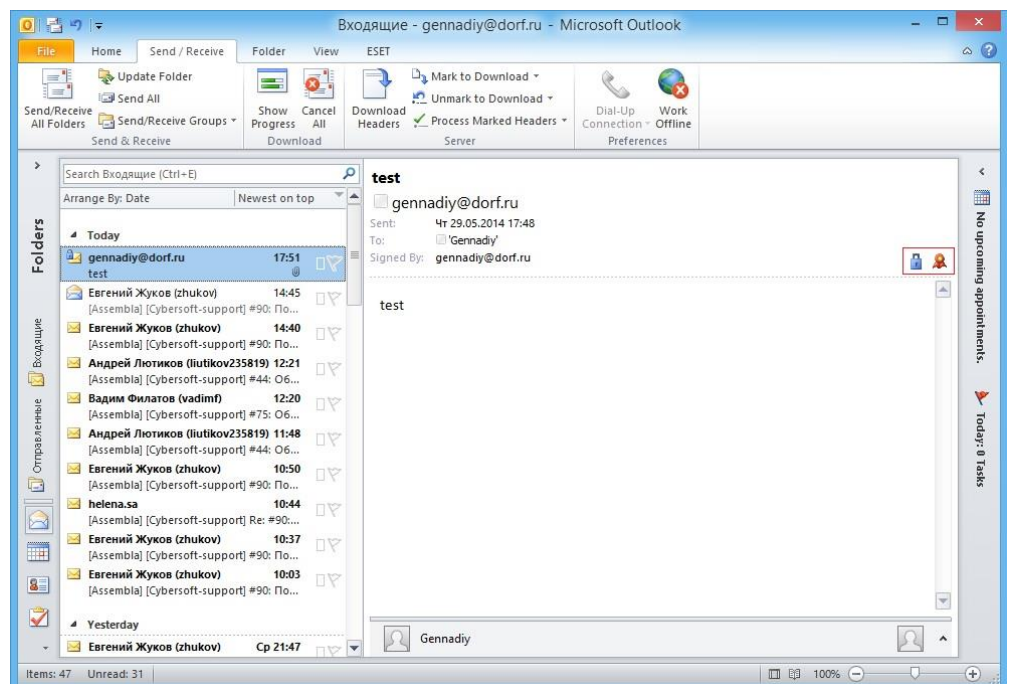 Входящие - gennadiy@dorf.ru - Microsoft Outlook
File Home Send / Receive Folder View ESET
Send/Receive All Folders
Update Folder
Send All
Send/Receive Groups
Send & Receive
Show Progress
Cancel All
Download
Download Headers
Mark to Download
Unmark to Download
Process Marked Headers
Server
Dial-Up Connection
Work Offline
Preferences
Folders
Входящие
Отправленные
Search Входящие (Ctrl+E)
Arrange By: Date Newest on top
Today
gennadiy@dorf.ru 17:51
test
Евгений Жуков (zhukov) 14:45
[Assembla] [Cybersoft-support] #90: По...
Евгений Жуков (zhukov) 14:40
[Assembla] [Cybersoft-support] #90: По...
Андрей Лютиков (liutikov235819) 12:21
[Assembla] [Cybersoft-support] #44: Об...
Вадим Филатов (vadimf) 12:20
[Assembla] [Cybersoft-support] #75: Об...
Андрей Лютиков (liutikov235819) 11:48
[Assembla] [Cybersoft-support] #44: Об...
Евгений Жуков (zhukov) 10:50
[Assembla] [Cybersoft-support] #90: По...
helena.sa 10:44
[Assembla] [Cybersoft-support] Re: #90:...
Евгений Жуков (zhukov) 10:37
[Assembla] [Cybersoft-support] #90: По...
Евгений Жуков (zhukov) 10:03
[Assembla] [Cybersoft-support] #90: По...
Yesterday
Евгений Жуков (zhukov) Ср 21:47
test
gennadiy@dorf.ru
Sent: Чт 29.05.2014 17:48
To: 'Gennadiy'
Signed By: gennadiy@dorf.ru
test
Gennadiy
No upcoming appointments.
Today: 0 Tasks
Items: 47 Unread: 31
100%